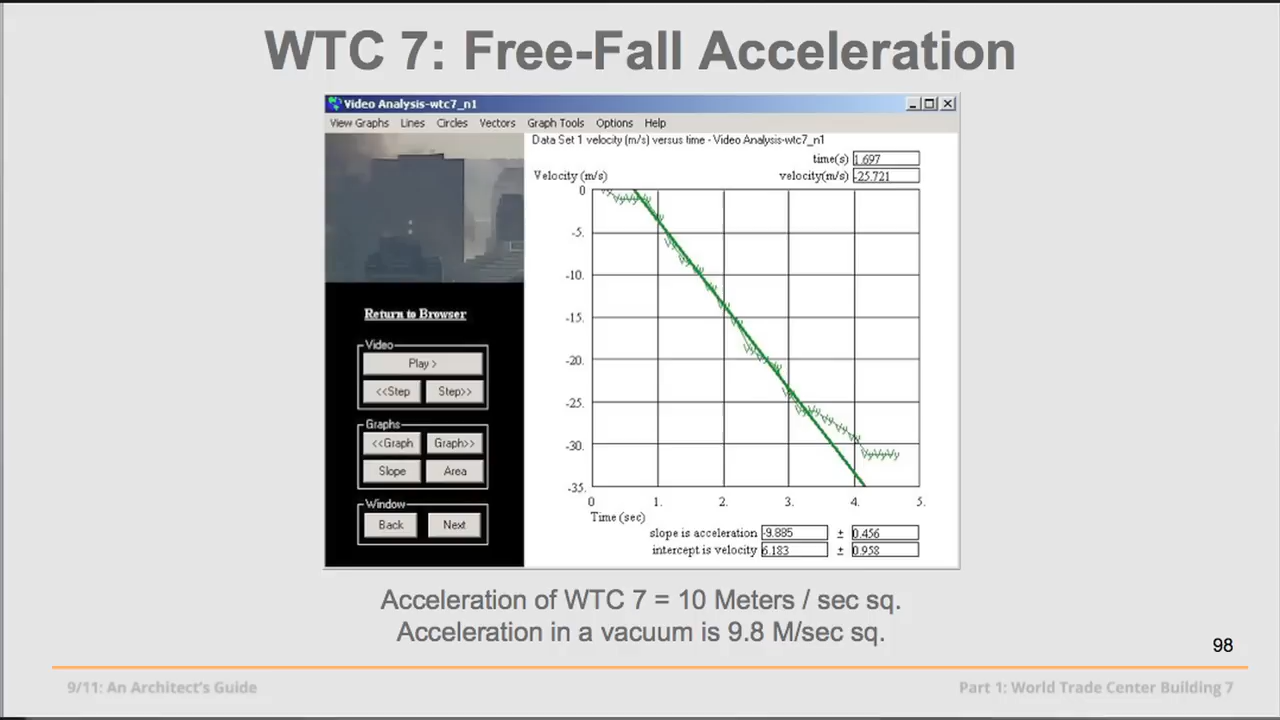 WTC 7: Free-Fall Acceleration
Video Analysis-wtc7_n1
View Graphs Lines Circles Vectors Graph Tools Options Help
Data Set 1 velocity (m/s) versus time - Video Analysis-wtc7_n1
time(s) 1.697
velocity(m/s) -25.721
Velocity (m/s)
0
-5.
-10.
-15.
-20.
-25.
-30.
-35.
0 1. 2. 3. 4. 5.
Time (sec)
slope is acceleration -9.885 ± 0.456
intercept is velocity 6.183 ± 0.958
Return to Browser
Video
Play >
<<Step Step>>
Graphs
<<Graph Graph>>
Slope Area
Window
Back Next
Acceleration of WTC 7 = 10 Meters / sec sq.
Acceleration in a vacuum is 9.8 M/sec sq.
98
9/11: An Architect's Guide
Part 1: World Trade Center Building 7